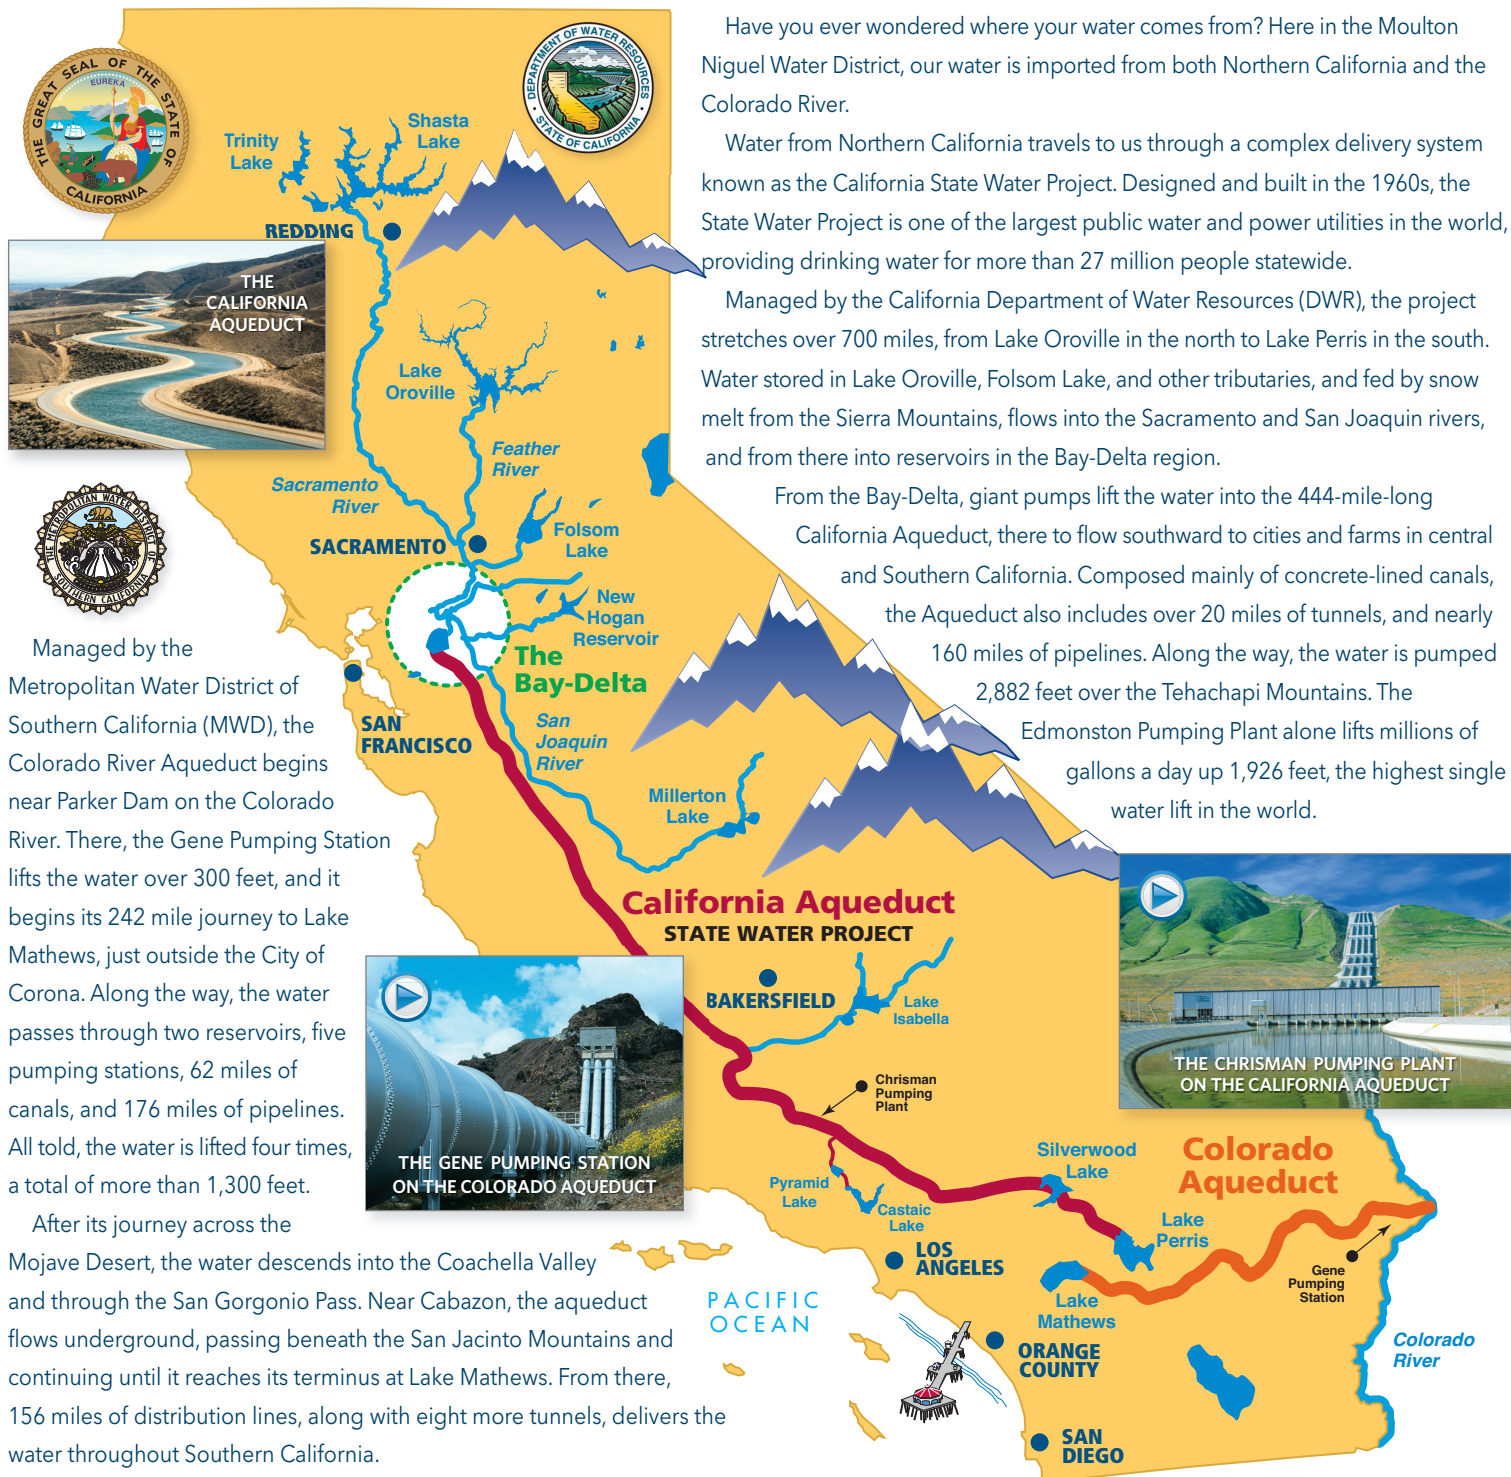 Have you ever wondered where your water comes from? Here in the Moulton
Niguel Water District, our water is imported from both Northern California and the
Colorado River.
Water from Northern California travels to us through a complex delivery system
known as the California State Water Project. Designed and built in the 1960s, the
State Water Project is one of the largest public water and power utilities in the world,
providing drinking water for more than 27 million people statewide.
Managed by the California Department of Water Resources (DWR), the project
stretches over 700 miles, from Lake Oroville in the north to Lake Perris in the south.
Water stored in Lake Oroville, Folsom Lake, and other tributaries, and fed by snow
melt from the Sierra Mountains, flows into the Sacramento and San Joaquin rivers,
and from there into reservoirs in the Bay-Delta region.
From the Bay-Delta, giant pumps lift the water into the 444-mile-long
California Aqueduct, there to flow southward to cities and farms in central
and Southern California. Composed mainly of concrete-lined canals,
the Aqueduct also includes over 20 miles of tunnels, and nearly
160 miles of pipelines. Along the way, the water is pumped
2,882 feet over the Tehachapi Mountains. The
Edmonston Pumping Plant alone lifts millions of
gallons a day up 1,926 feet, the highest single
water lift in the world.
THE GREAT SEAL OF THE STATE OF CALIFORNIA
EUREKA
DEPARTMENT OF WATER RESOURCES
STATE OF CALIFORNIA
Trinity
Lake
Shasta
Lake
REDDING
THE
CALIFORNIA
AQUEDUCT
Lake
Oroville
Feather
River
Sacramento
River
SACRAMENTO
Folsom
Lake
New
Hogan
Reservoir
The
Bay-Delta
SAN
FRANCISCO
San
Joaquin
River
Millerton
Lake
THE METROPOLITAN WATER DISTRICT OF
SOUTHERN CALIFORNIA
Managed by the
Metropolitan Water District of
Southern California (MWD), the
Colorado River Aqueduct begins
near Parker Dam on the Colorado
River. There, the Gene Pumping Station
lifts the water over 300 feet, and it
begins its 242 mile journey to Lake
Mathews, just outside the City of
Corona. Along the way, the water
passes through two reservoirs, five
pumping stations, 62 miles of
canals, and 176 miles of pipelines.
All told, the water is lifted four times,
a total of more than 1,300 feet.
After its journey across the
Mojave Desert, the water descends into the Coachella Valley
and through the San Gorgonio Pass. Near Cabazon, the aqueduct
flows underground, passing beneath the San Jacinto Mountains and
continuing until it reaches its terminus at Lake Mathews. From there,
156 miles of distribution lines, along with eight more tunnels, delivers the
water throughout Southern California.
California Aqueduct
STATE WATER PROJECT
BAKERSFIELD
Lake
Isabella
THE GENE PUMPING STATION
ON THE COLORADO AQUEDUCT
THE CHRISMAN PUMPING PLANT
ON THE CALIFORNIA AQUEDUCT
Chrisman
Pumping
Plant
Pyramid
Lake
Castaic
Lake
Silverwood
Lake
Colorado
Aqueduct
Lake
Perris
LOS
ANGELES
Gene
Pumping
Station
Lake
Mathews
PACIFIC
OCEAN
ORANGE
COUNTY
Colorado
River
SAN
DIEGO